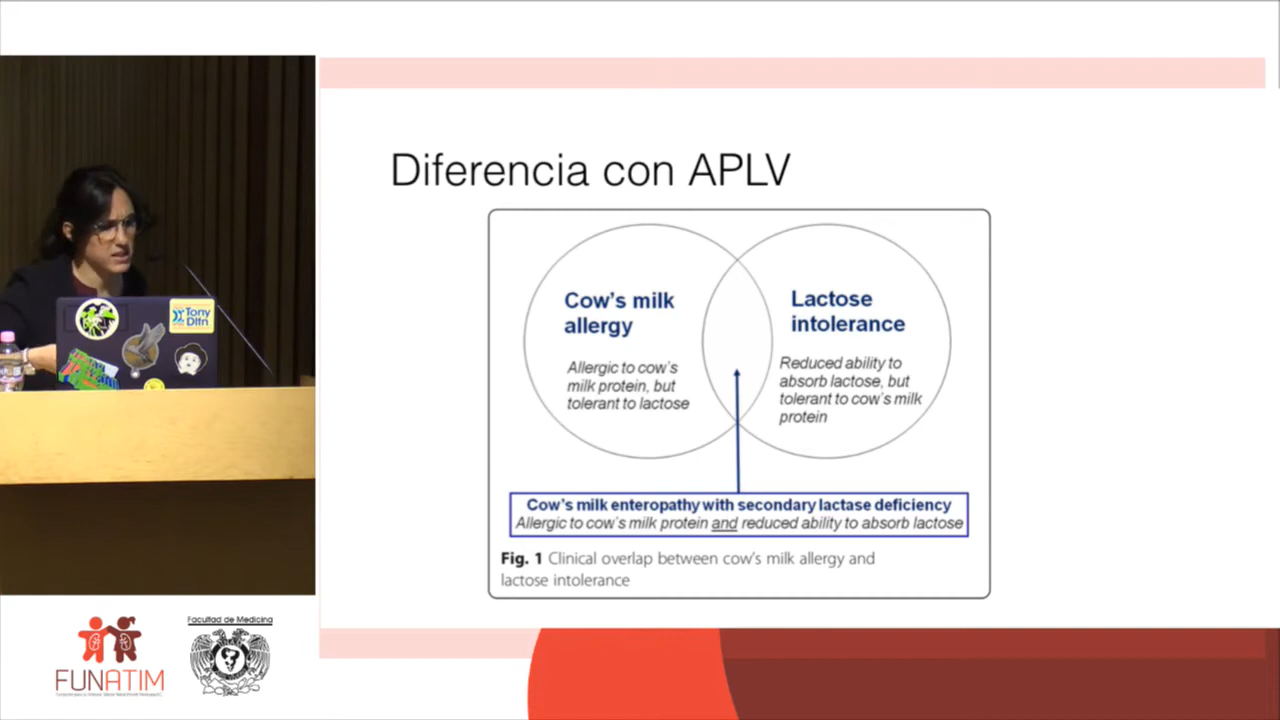 Diferencia con APLV
Cow's milk
allergy
Allergic to cow's
milk protein, but
tolerant to lactose
Lactose
intolerance
Reduced ability to
absorb lactose, but
tolerant to cow's milk
protein
Cow's milk enteropathy with secondary lactase deficiency
Allergic to cow's milk protein and reduced ability to absorb lactose
Fig. 1 Clinical overlap between cow's milk allergy and
lactose intolerance
Tony
FUNATIM
Facultad de Medicina